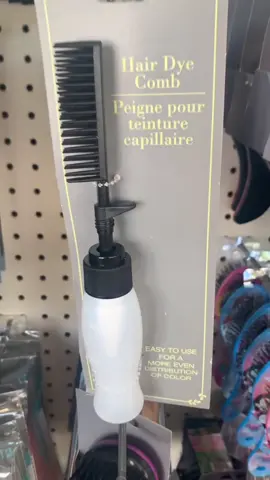 Hair Dye
Comb
Peigne pour
teinture
capillaire
EASY TO USE
FOR A
MORE EVEN
DISTRIBUTION
OF COLOR